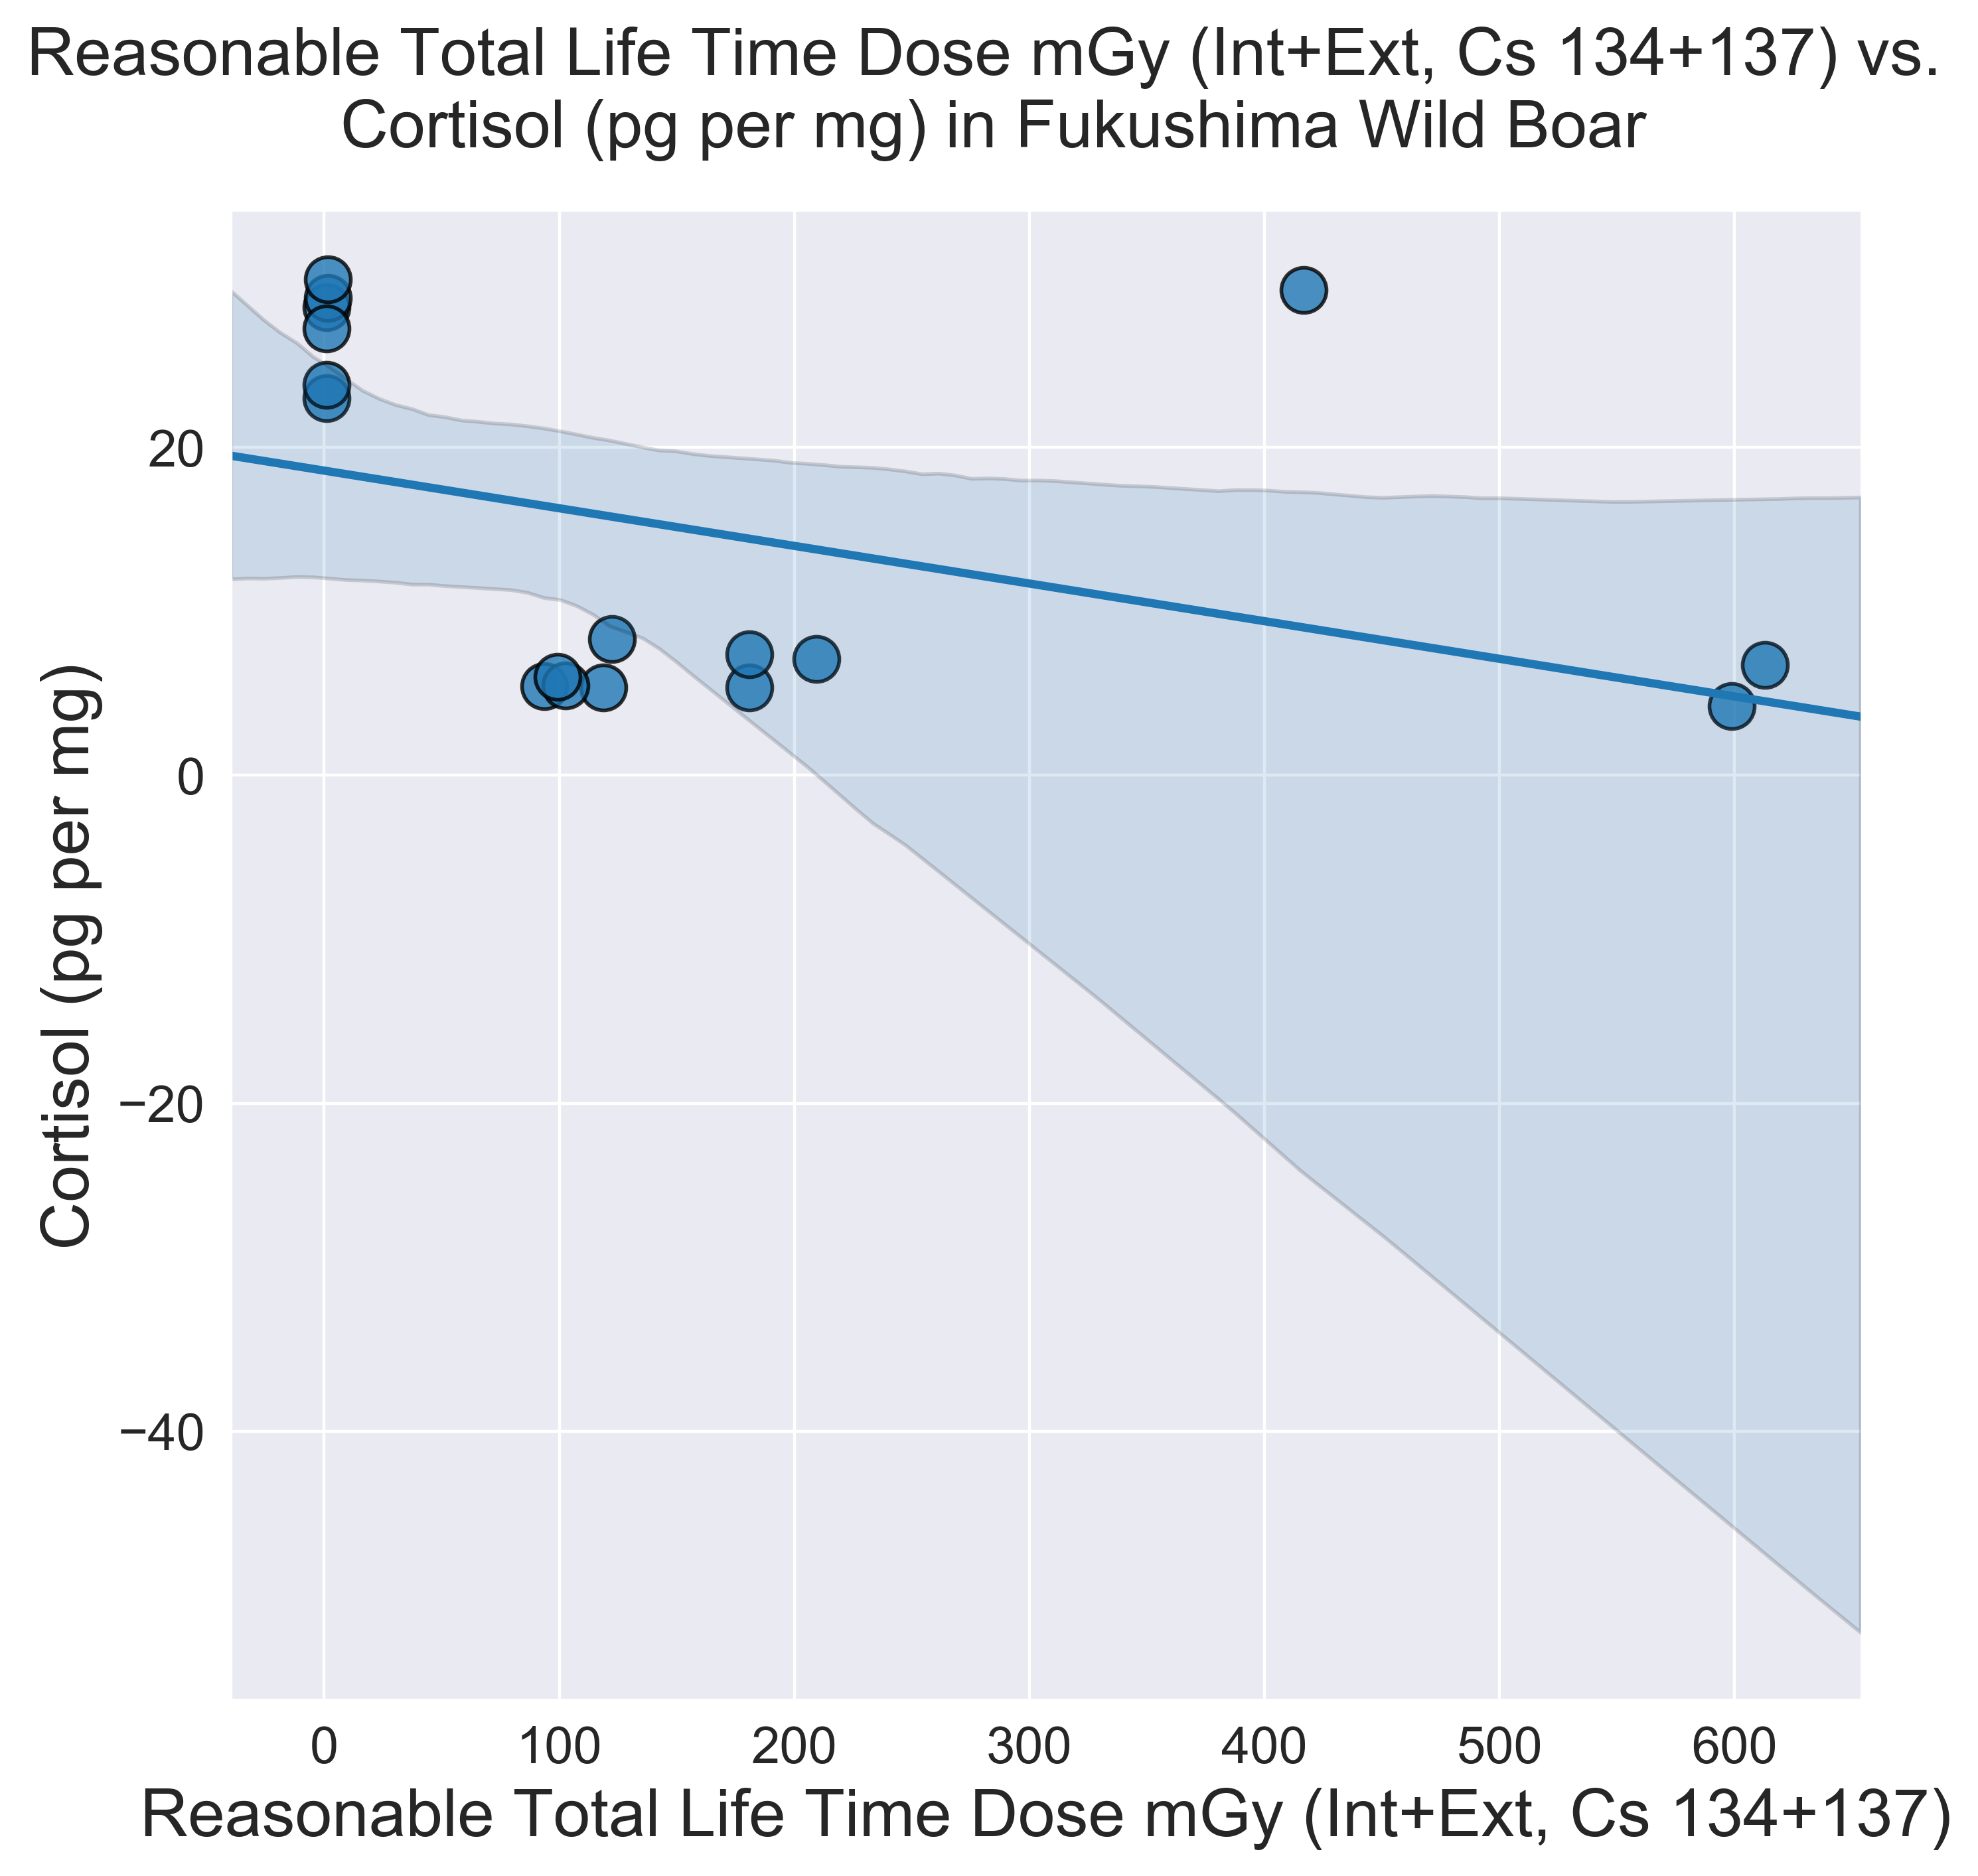 Reasonable Total Life Time Dose mGy (Int+Ext, Cs 134+137) vs.
Cortisol (pg per mg) in Fukushima Wild Boar
20
0
−20
−40
Cortisol (pg per mg)
0 100 200 300 400 500 600
Reasonable Total Life Time Dose mGy (Int+Ext, Cs 134+137)